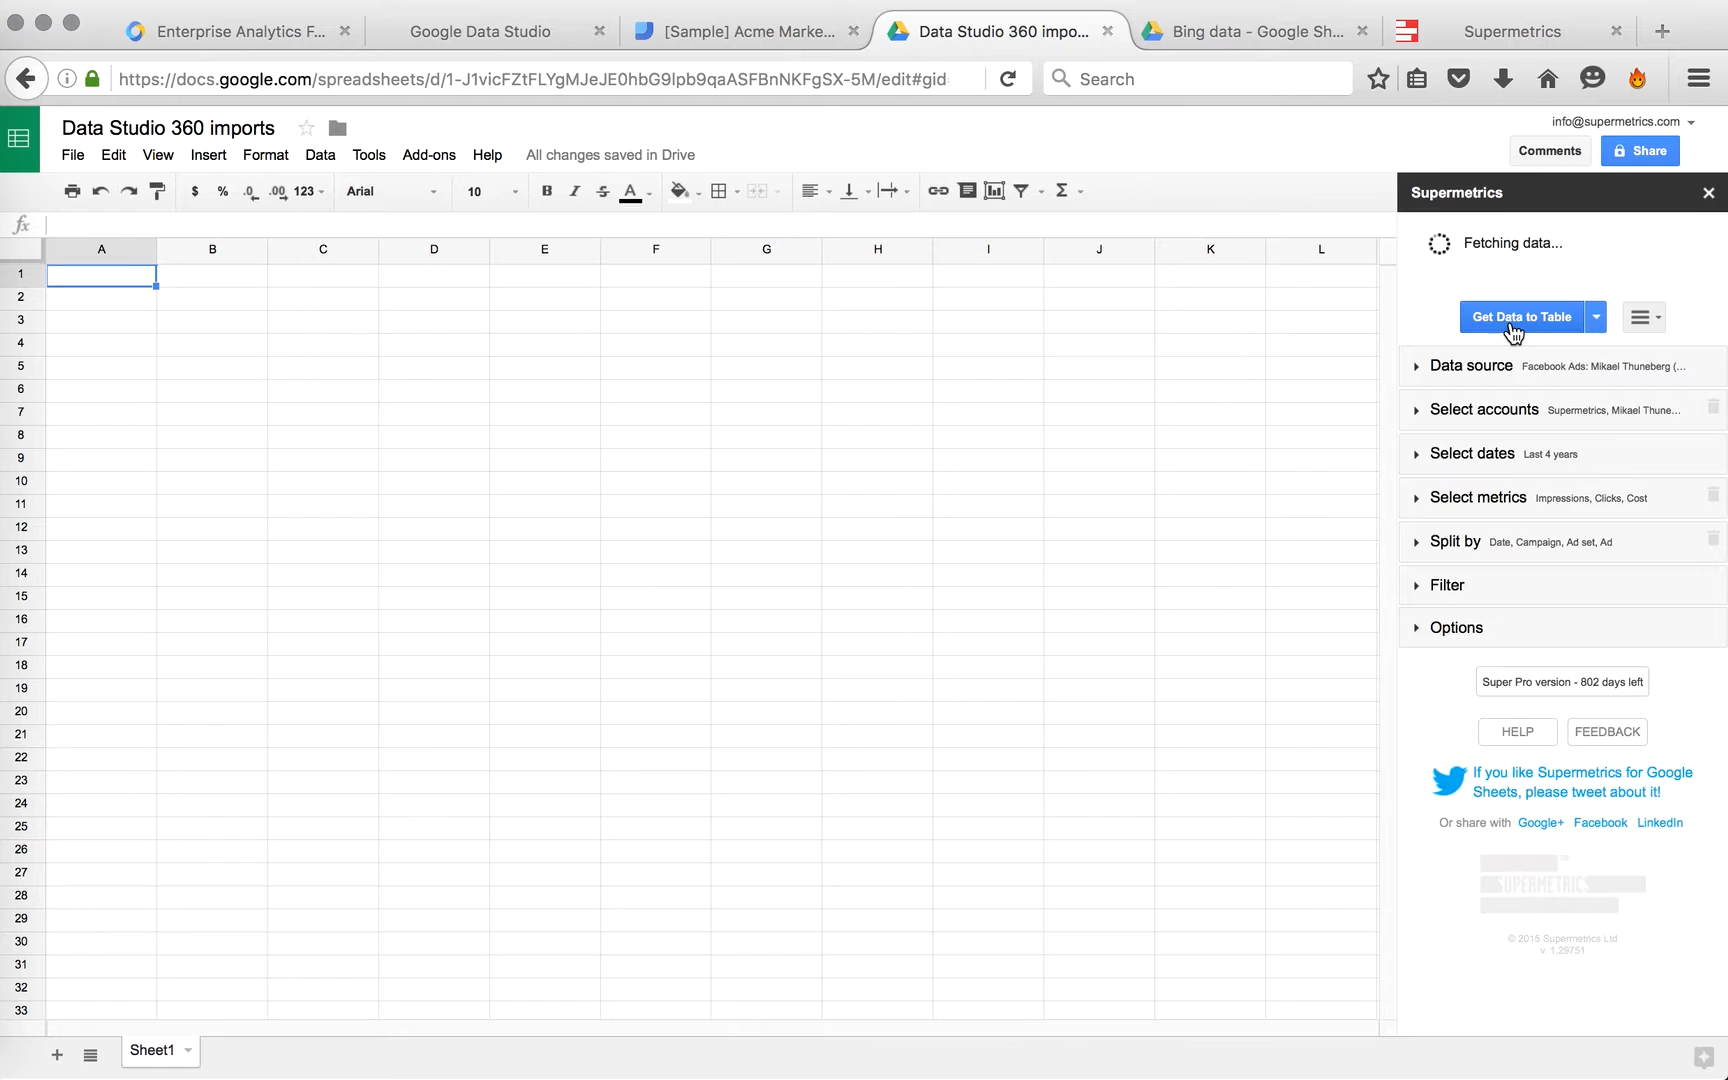 Enterprise Analytics F...
Google Data Studio
[Sample] Acme Marke...
Data Studio 360 impo...
Bing data - Google Sh...
Supermetrics
https://docs.google.com/spreadsheets/d/1-J1vicFZtFLYgMJeJE0hbG9lpb9qaASFBnNKFgSX-5M/edit#gid
Search
Data Studio 360 imports
info@supermetrics.com
File Edit View Insert Format Data Tools Add-ons Help All changes saved in Drive
Comments
Share
$ % .0 .00 123 Arial 10 B I S A
Supermetrics
fx
Fetching data...
A B C D E F G H I J K L
1
2
3
4
5
6
7
8
9
10
11
12
13
14
15
16
17
18
19
20
21
22
23
24
25
26
27
28
29
30
31
32
33
Get Data to Table
Data source Facebook Ads: Mikael Thuneberg (...
Select accounts Supermetrics, Mikael Thune...
Select dates Last 4 years
Select metrics Impressions, Clicks, Cost
Split by Date, Campaign, Ad set, Ad
Filter
Options
Super Pro version - 802 days left
HELP
FEEDBACK
If you like Supermetrics for Google
Sheets, please tweet about it!
Or share with Google+ Facebook LinkedIn
SUPERMETRICS
© 2015 Supermetrics Ltd
v. 1.29751
Sheet1